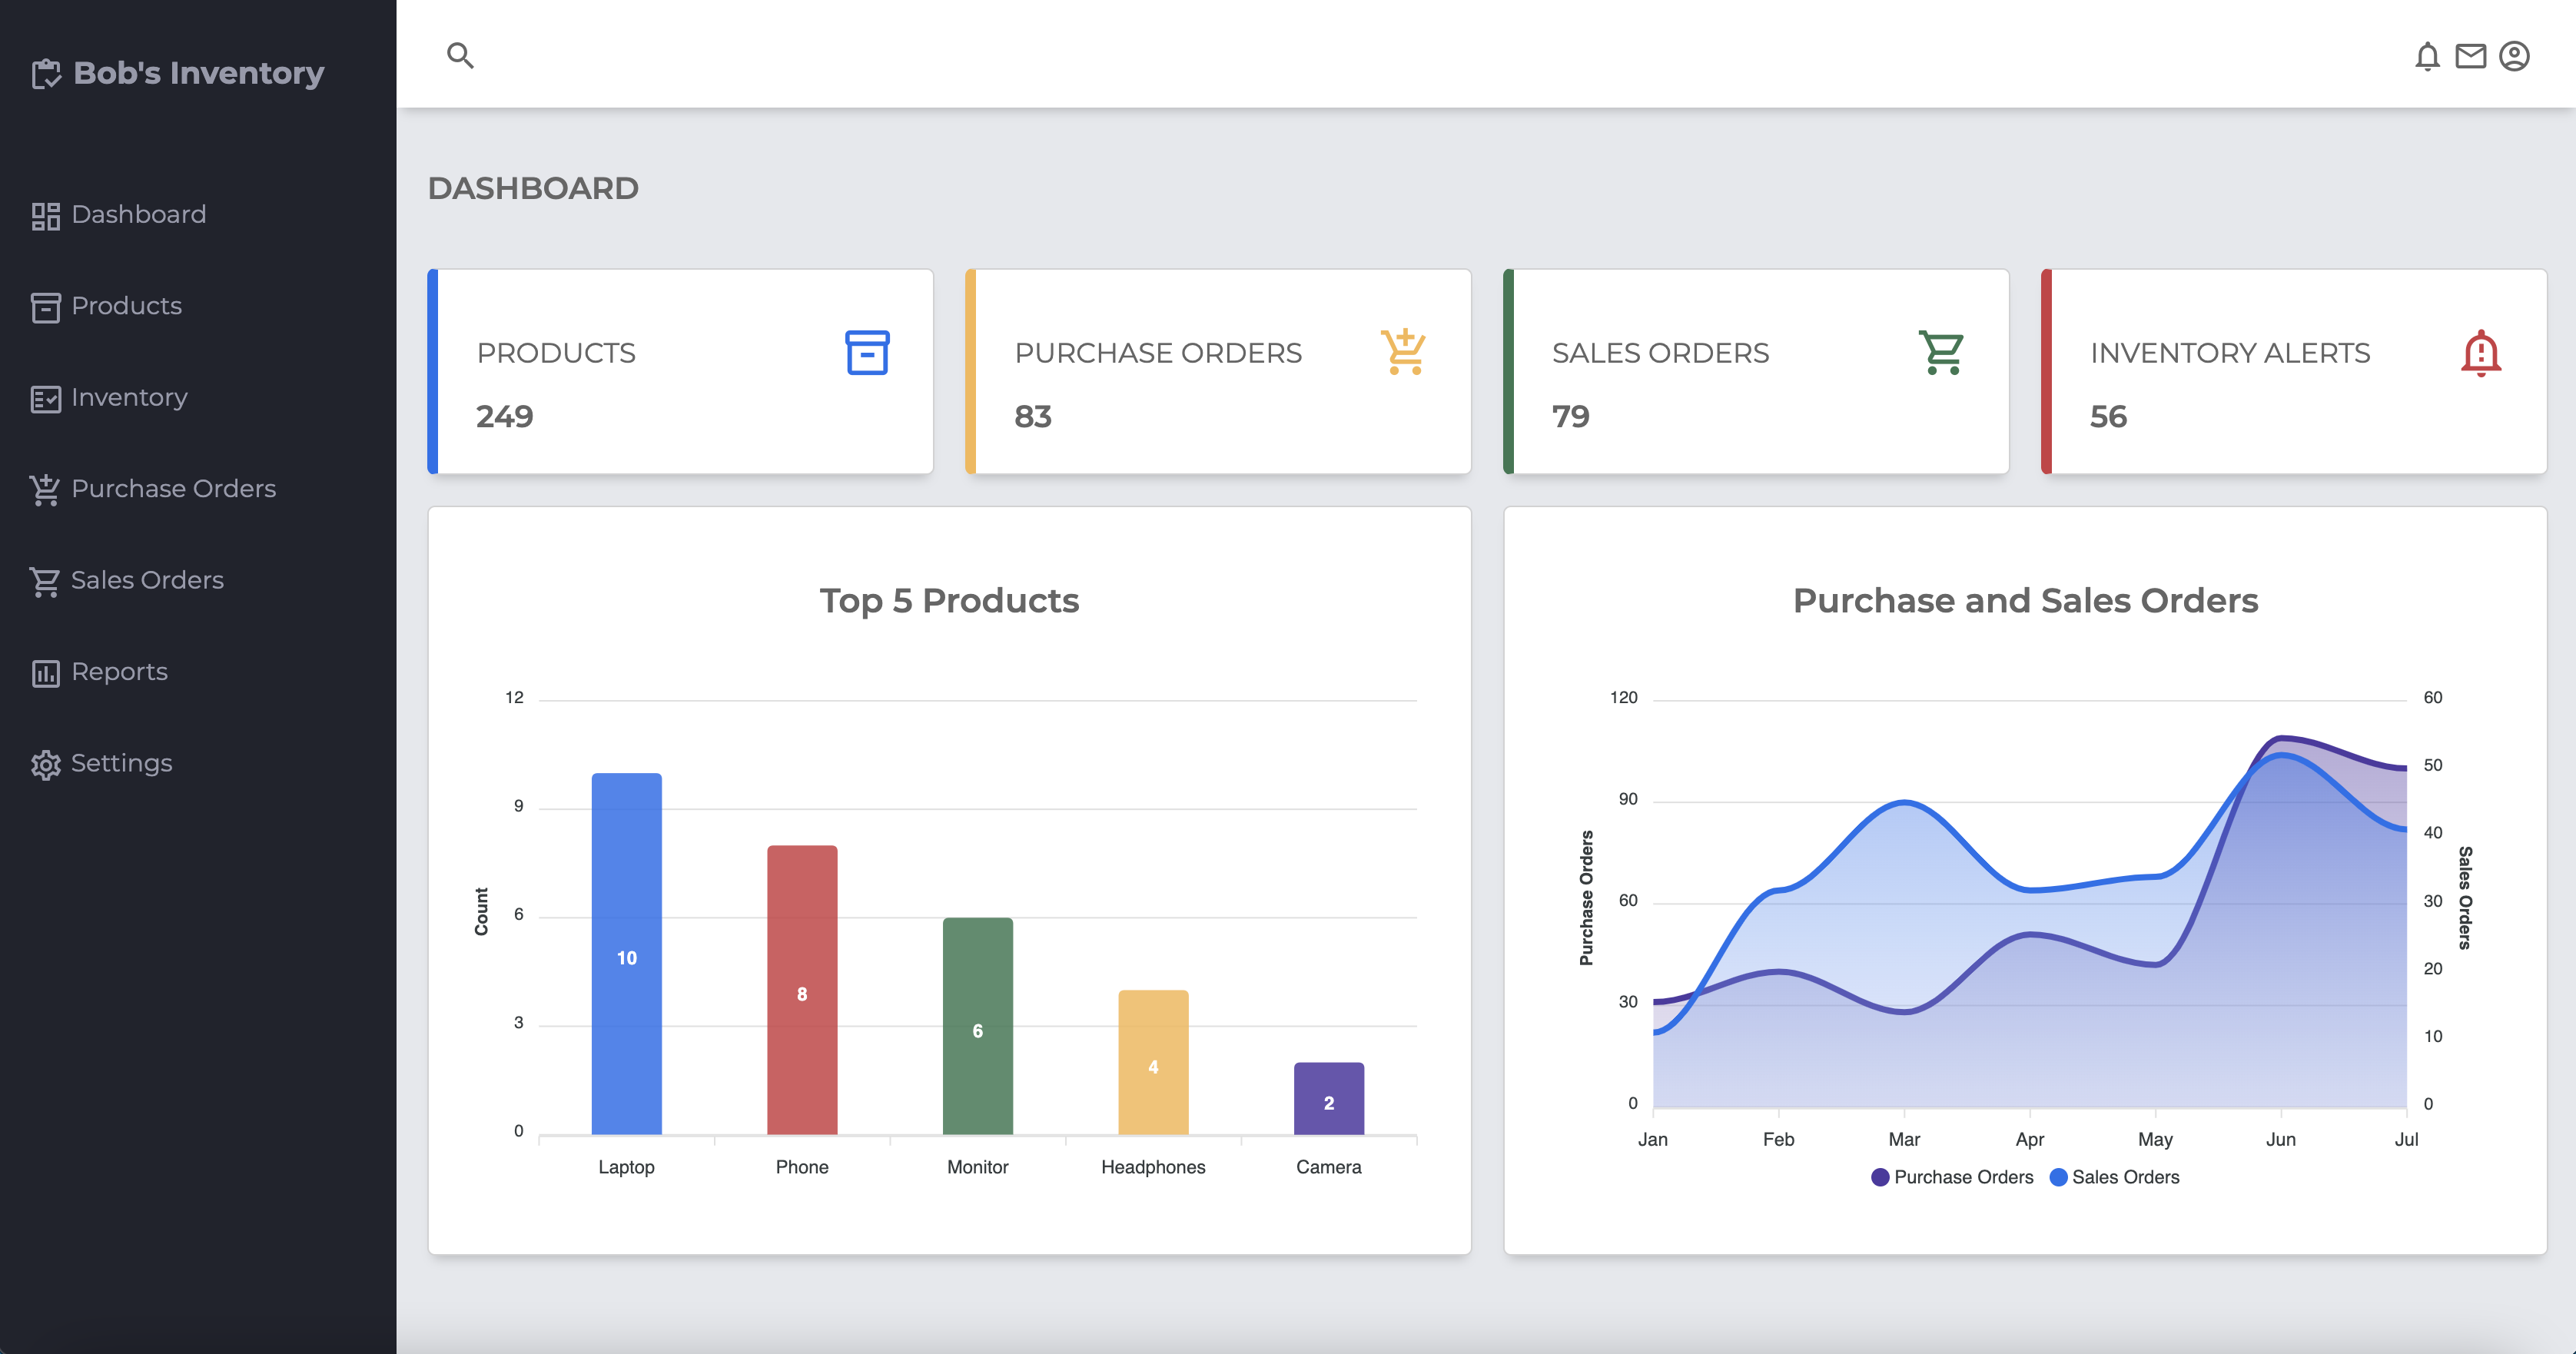 Bob's Inventory
Dashboard
Products
Inventory
Purchase Orders
Sales Orders
Reports
Settings
DASHBOARD
PRODUCTS
249
PURCHASE ORDERS
83
SALES ORDERS
79
INVENTORY ALERTS
56
Top 5 Products
12
9
6
3
0
Count
10
8
6
4
2
Laptop Phone Monitor Headphones Camera
Purchase and Sales Orders
120
90
60
30
0
Purchase Orders
60
50
40
30
20
10
0
Sales Orders
Jan Feb Mar Apr May Jun Jul
Purchase Orders Sales Orders